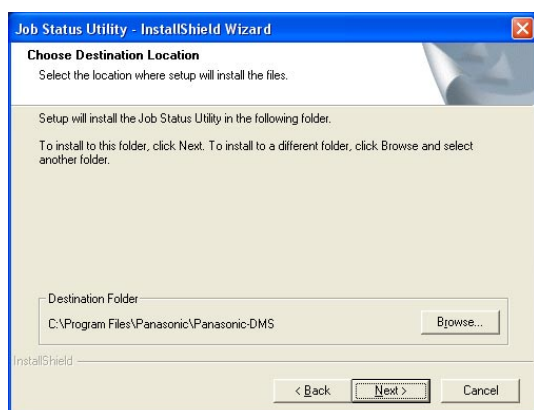 Job Status Utility - InstallShield Wizard
Choose Destination Location
Select the location where setup will install the files.
Setup will install the Job Status Utility in the following folder.
To install to this folder, click Next. To install to a different folder, click Browse and select
another folder.
Destination Folder
C:\Program Files\Panasonic\Panasonic-DMS
Browse...
InstallShield
< Back
Next >
Cancel